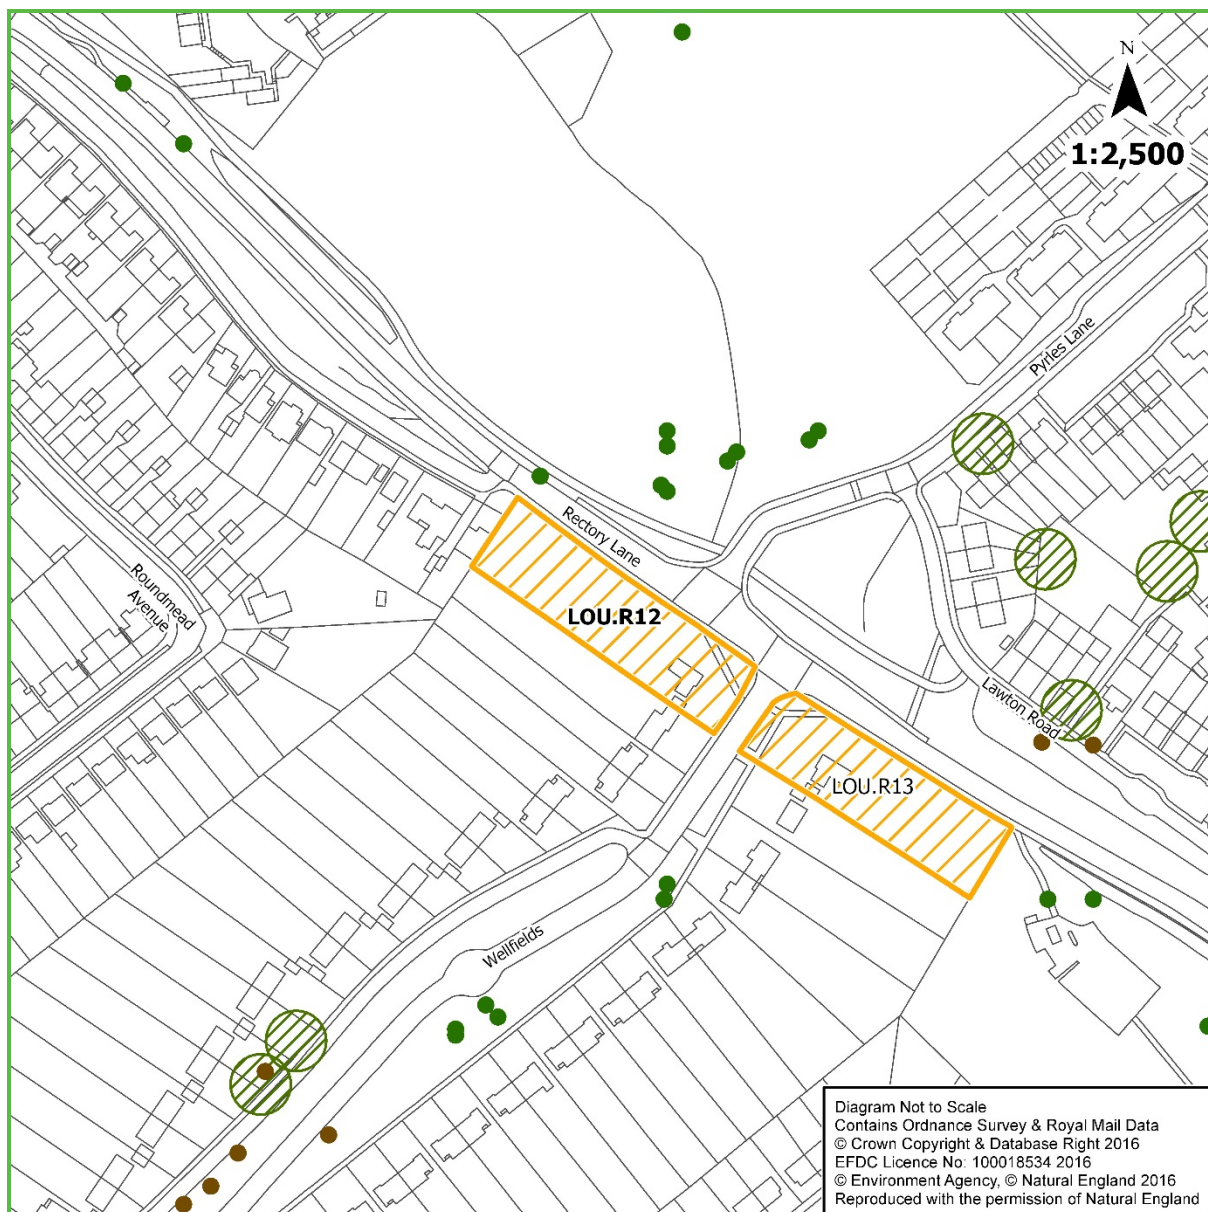 N
1:2,500
Pyrles Lane
Rectory Lane
Roundmead
Avenue
LOU.R12
Lawton Road
LOU.R13
Wellfields
Diagram Not to Scale
Contains Ordnance Survey & Royal Mail Data
© Crown Copyright & Database Right 2016
EFDC Licence No: 100018534 2016
© Environment Agency, © Natural England 2016
Reproduced with the permission of Natural England